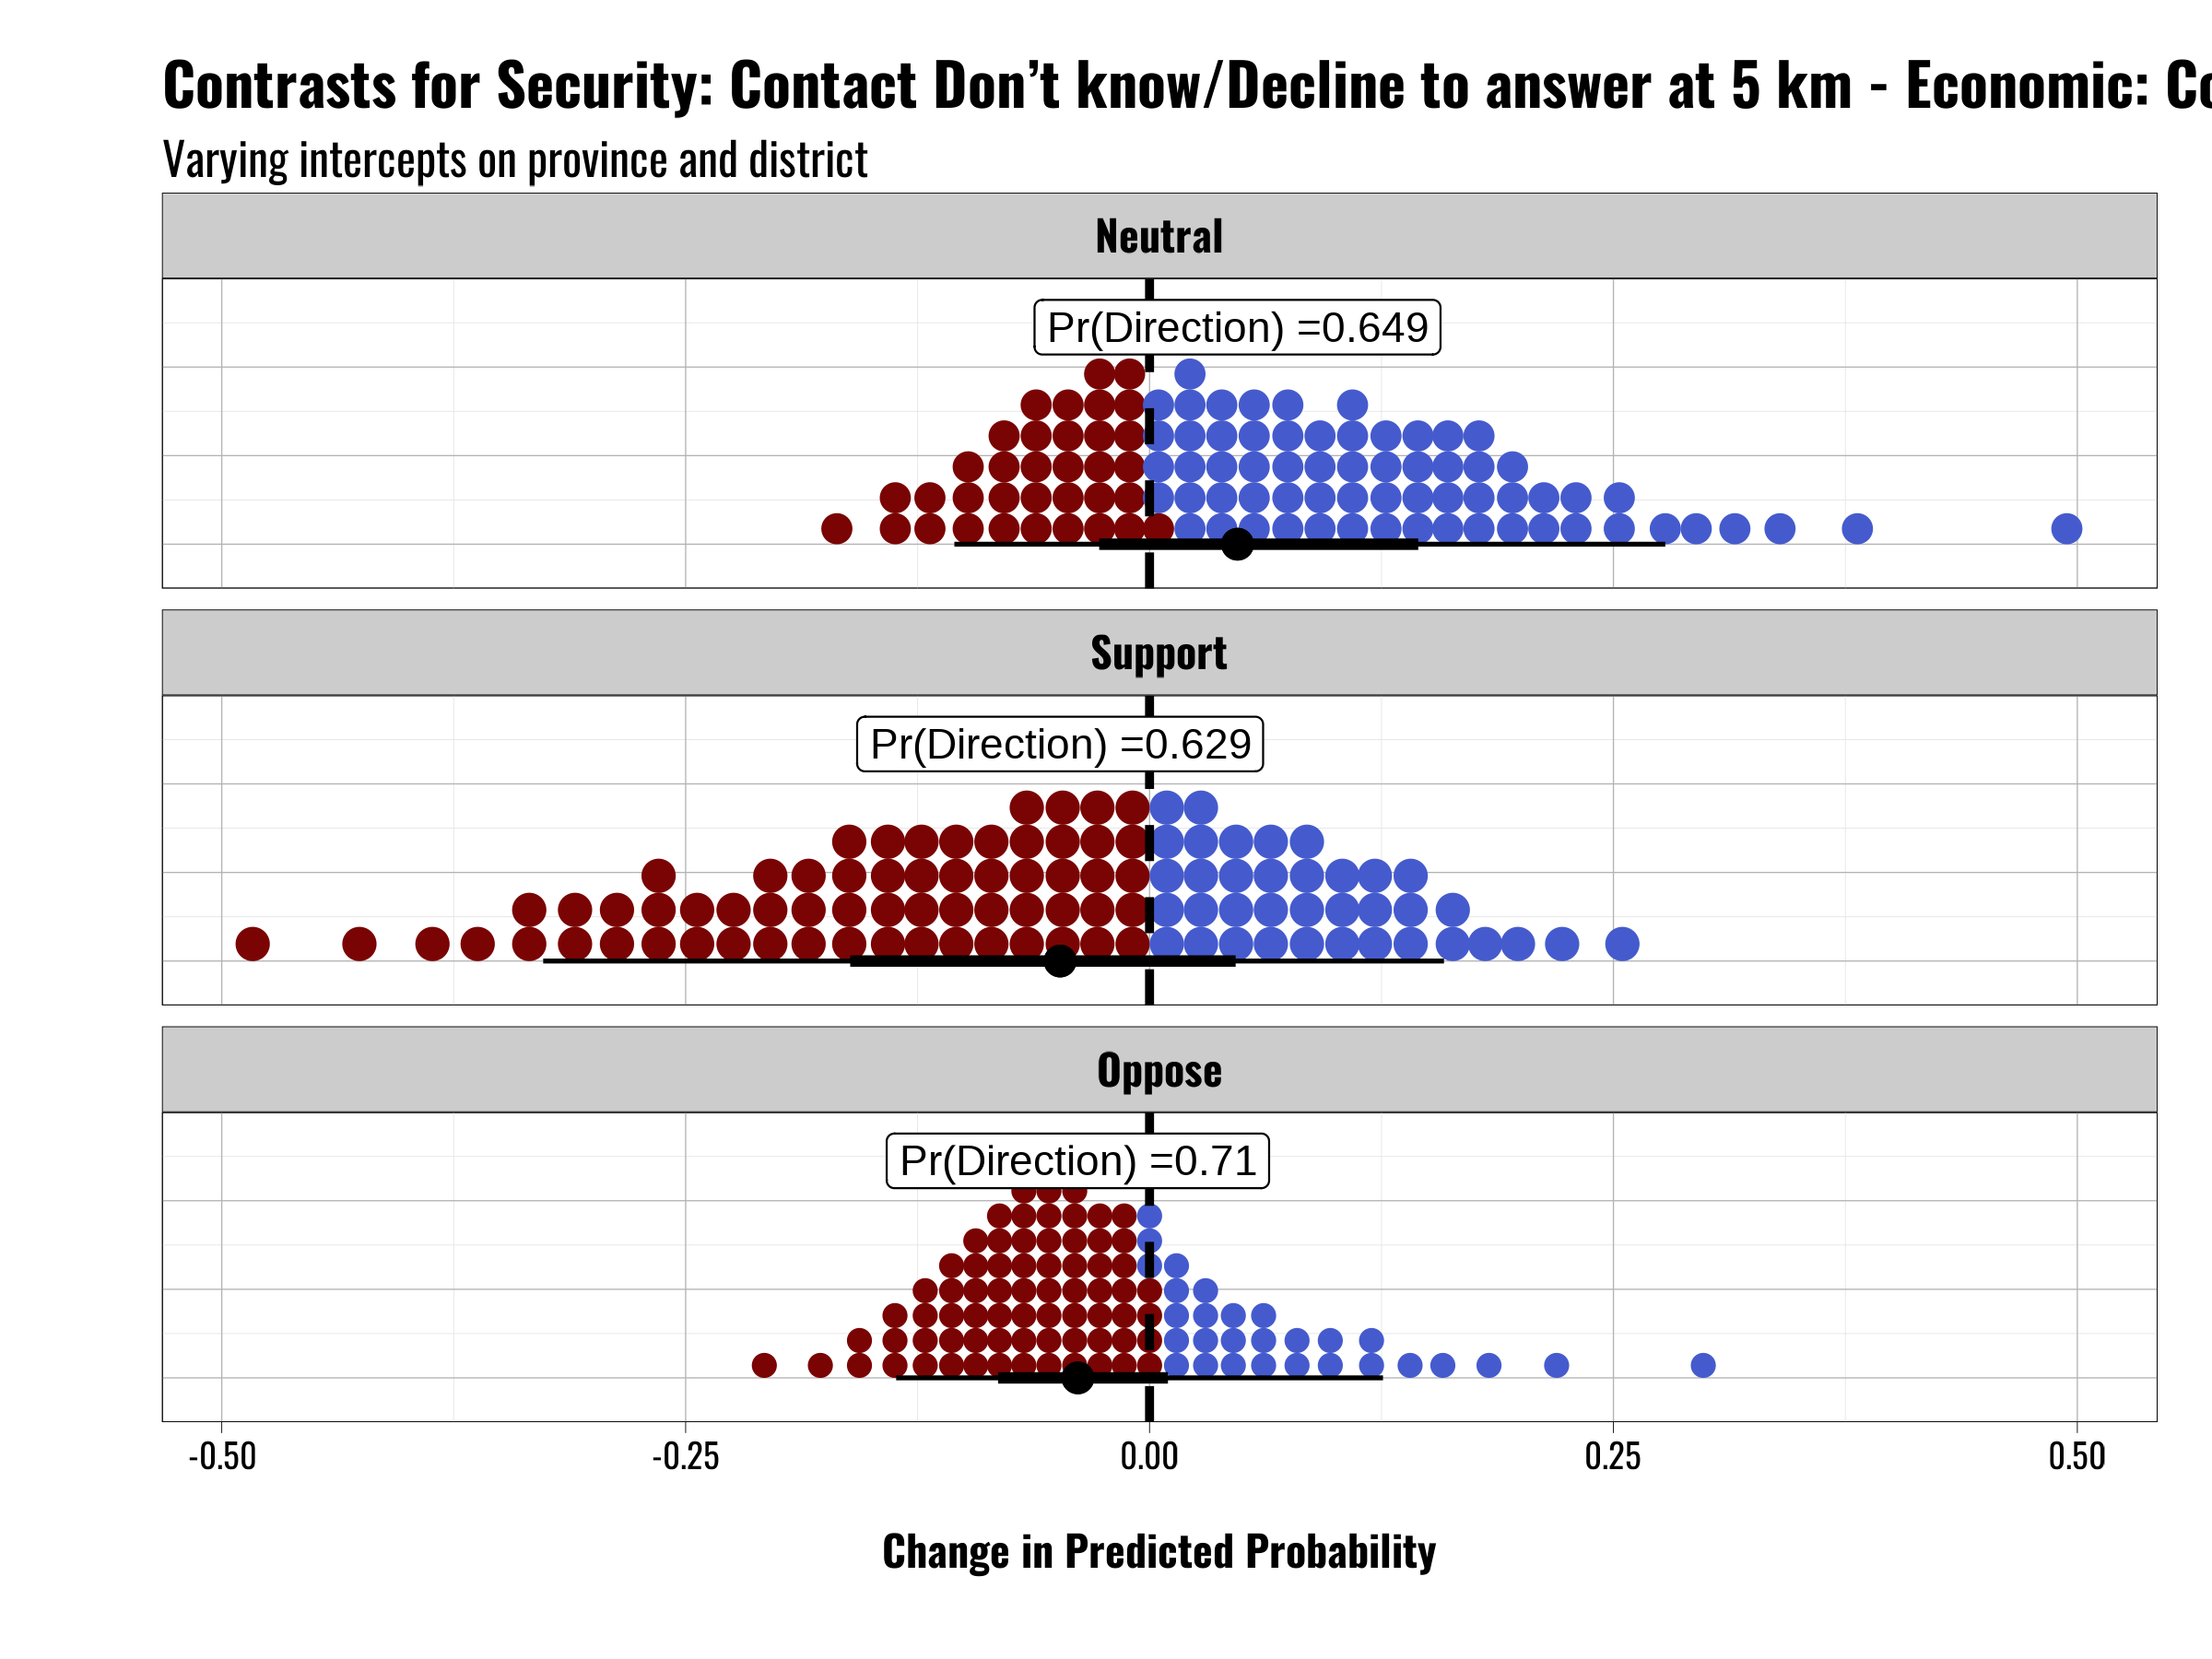 Contrasts for Security: Contact Don’t know/Decline to answer at 5 km - Economic:
Varying intercepts on province and district
Neutral
Pr(Direction) =0.649
Support
Pr(Direction) =0.629
Oppose
Pr(Direction) =0.71
-0.50 -0.25 0.00 0.25 0.50
Change in Predicted Probability